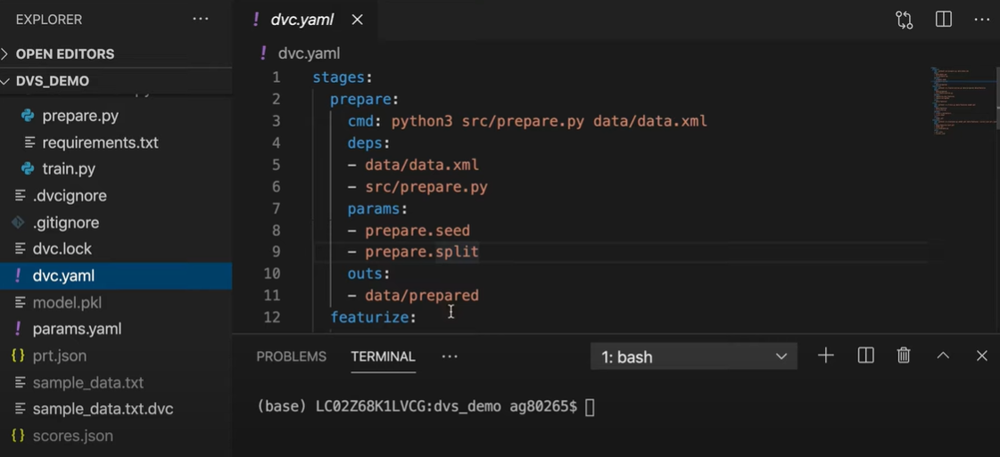 EXPLORER
...
OPEN EDITORS
DVS_DEMO
prepare.py
requirements.txt
train.py
.dvcignore
.gitignore
dvc.lock
! dvc.yaml
model.pkl
! params.yaml
{} prt.json
sample_data.txt
sample_data.txt.dvc
{} scores.json
! dvc.yaml
...
! dvc.yaml
1 stages:
2 prepare:
3 cmd: python3 src/prepare.py data/data.xml
4 deps:
5 - data/data.xml
6 - src/prepare.py
7 params:
8 - prepare.seed
9 - prepare.split
10 outs:
11 - data/prepared
12 featurize:
PROBLEMS TERMINAL ... 1: bash
(base) LC02Z68K1LVCG:dvs_demo ag80265$